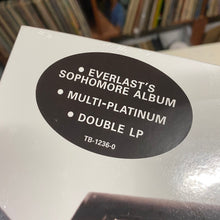 • EVERLAST'S
SOPHOMORE ALBUM
• MULTI-PLATINUM
• DOUBLE LP
TB-1236-0